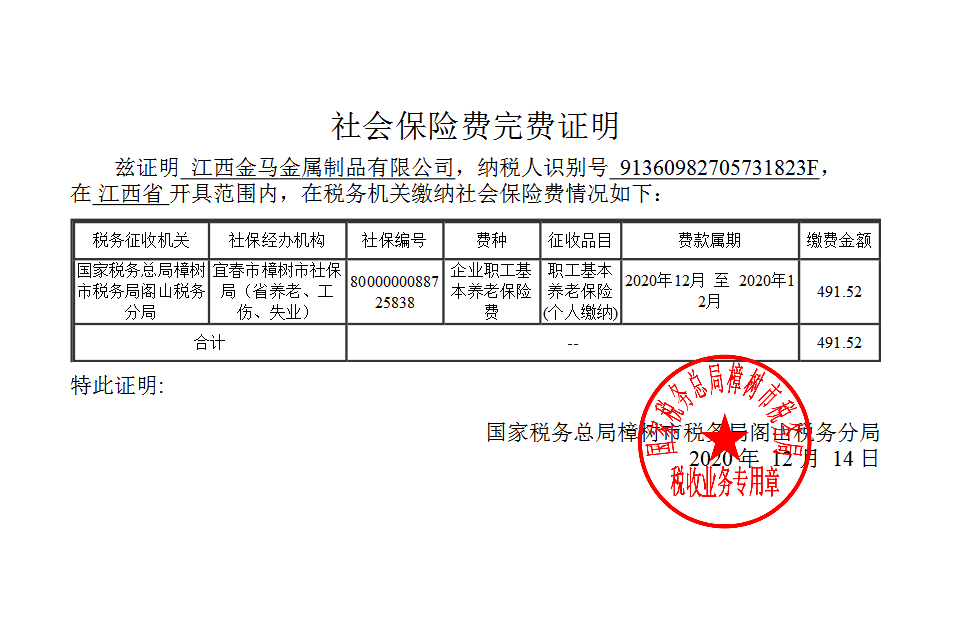 社会保险费完费证明
兹证明 江西金马金属制品有限公司，纳税人识别号 91360982705731823F，
在 江西省 开具范围内，在税务机关缴纳社会保险费情况如下：
税务征收机关 社保经办机构 社保编号 费种 征收品目 费款属期 缴费金额
国家税务总局樟树 宜春市樟树市社保 80000000887 企业职工基 职工基本 2020年12月 至 2020年1 491.52
市税务局阁山税务 局（省养老、工 25838 本养老保险 养老保险 2月
分局 伤、失业） 费 (个人缴纳)
合计 -- 491.52
特此证明:
国家税务总局樟树市税务局阁山税务分局
2020 年 12 月 14 日
国家税务总局樟树市税务局
税收业务专用章